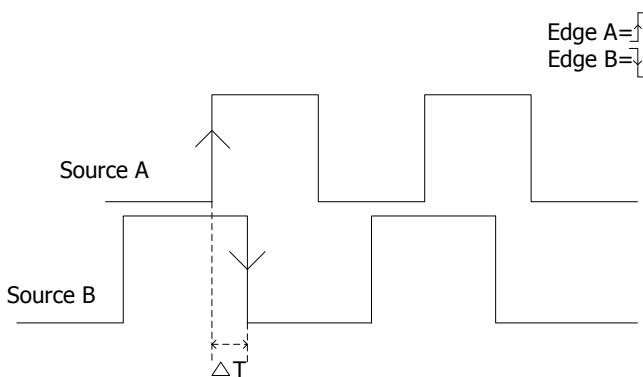 Edge A=
Edge B=
Source A
Source B
△T